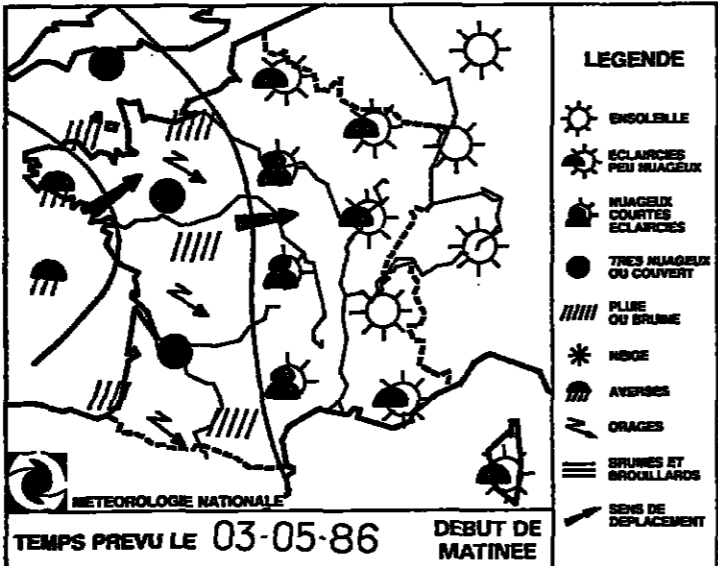 LEGENDE
ENSOLEILLE
ECLAIRCIES
PEU NUAGEUX
NUAGEUX
COURTES
ECLAIRCIES
TRES NUAGEUX
OU COUVERT
PLUIE
OU BRUINE
NEIGE
AVERSES
ORAGES
BRUMES ET
BROUILLARDS
SENS DE
DEPLACEMENT
METEOROLOGIE NATIONALE
TEMPS PREVU LE 03-05-86 DEBUT DE
MATINEE